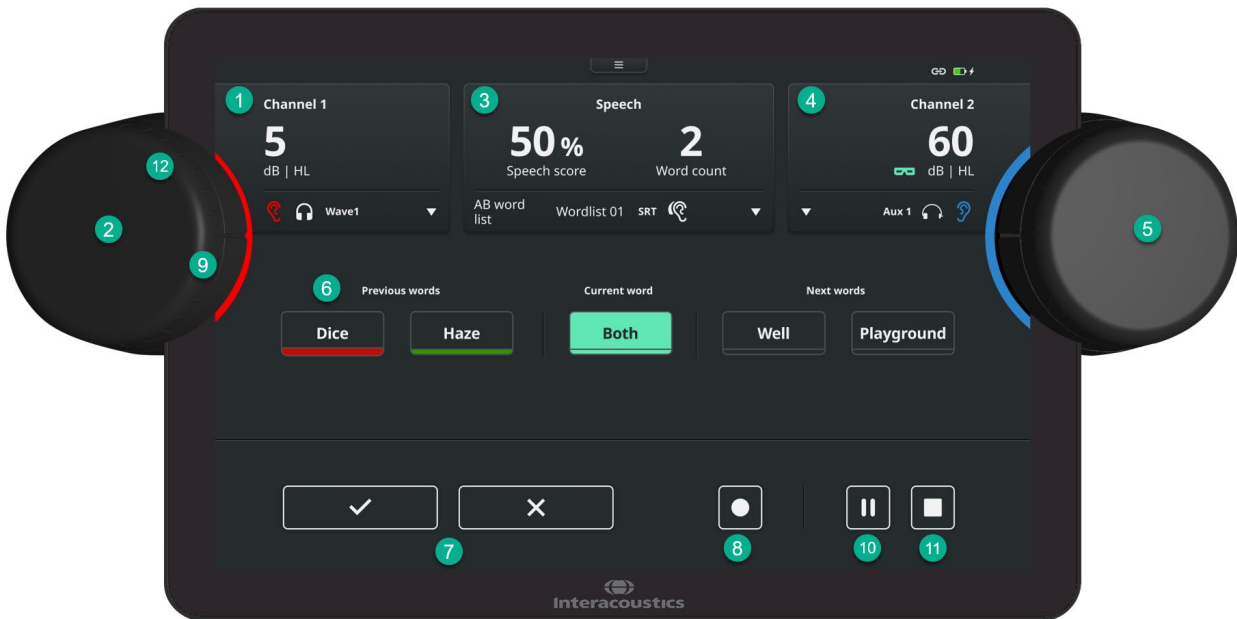 1 Channel 1
5
dB | HL
Wave1
3 Speech
50 % 2
Speech score Word count
AB word
list
Wordlist 01 SRT
4 Channel 2
60
dB | HL
Aux 1
12
2
9
5
6 Previous words Current word Next words
Dice Haze Both Well Playground
7
8
10
11
Interacoustics